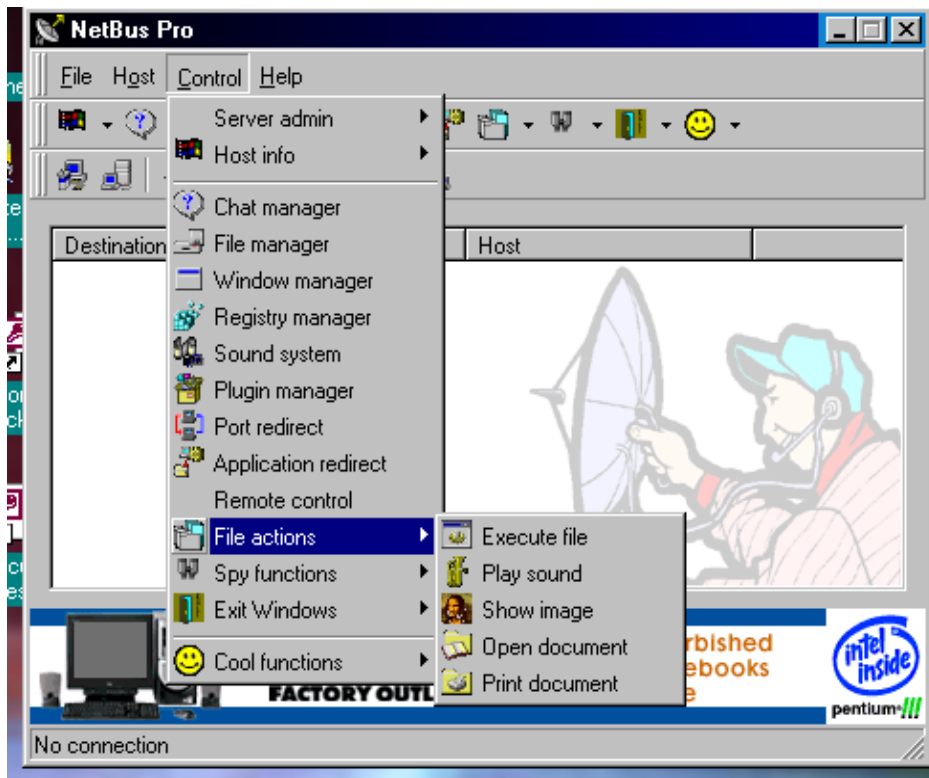 NetBus Pro
File Host Control Help
Server admin
Host info
Chat manager
Destination
File manager
Host
Window manager
Registry manager
Sound system
Plugin manager
Port redirect
Application redirect
Remote control
File actions
Execute file
Spy functions
Play sound
Exit Windows
Show image
Cool functions
Open document
Print document
rbished
ebooks
e
FACTORY OUTL
intel
inside
pentium III
No connection